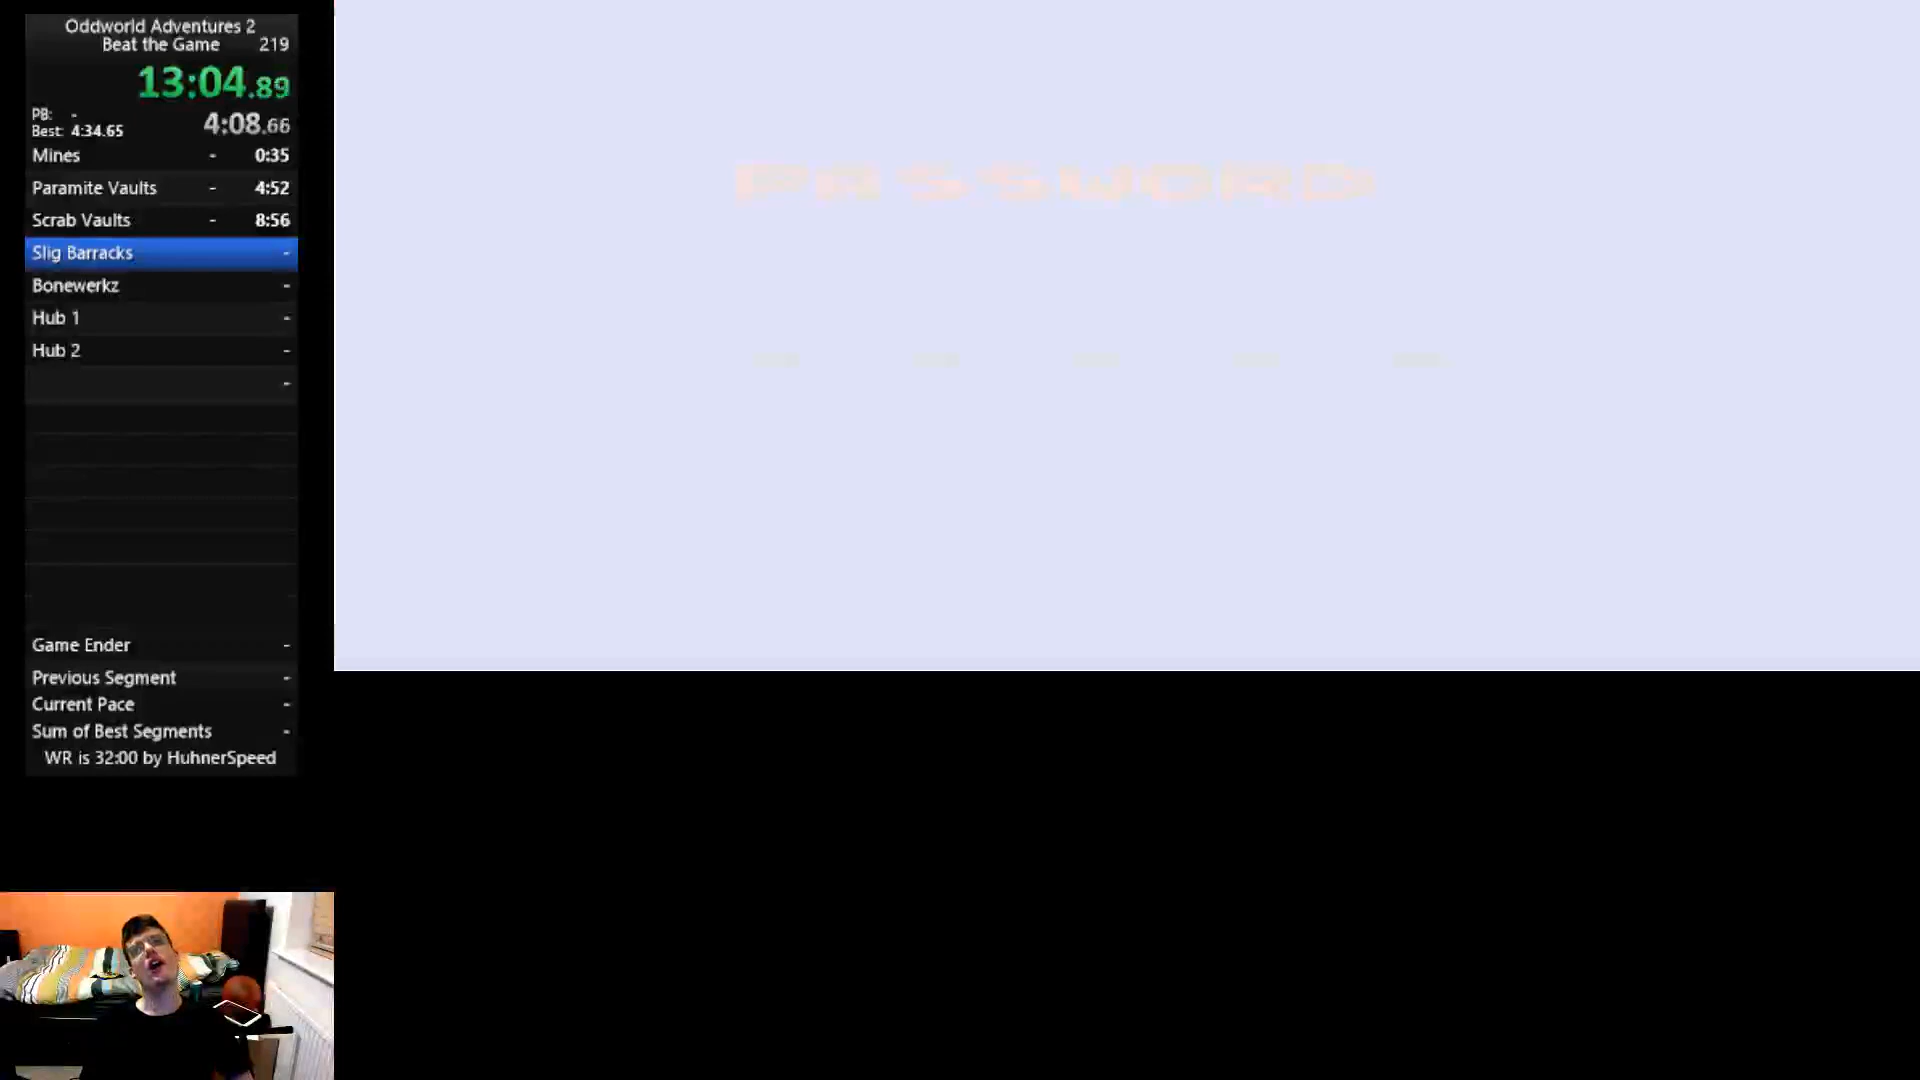 Oddworld Adventures 2
Beat the Game 219
13:04.89
PB: -
Best: 4:34.65 4:08.66
Mines - 0:35
Paramite Vaults - 4:52
Scrab Vaults - 8:56
Slig Barracks -
Bonewerkz -
Hub 1 -
Hub 2 -
-
Game Ender -
Previous Segment -
Current Pace -
Sum of Best Segments -
WR is 32:00 by HuhnerSpeed
PASSWORD